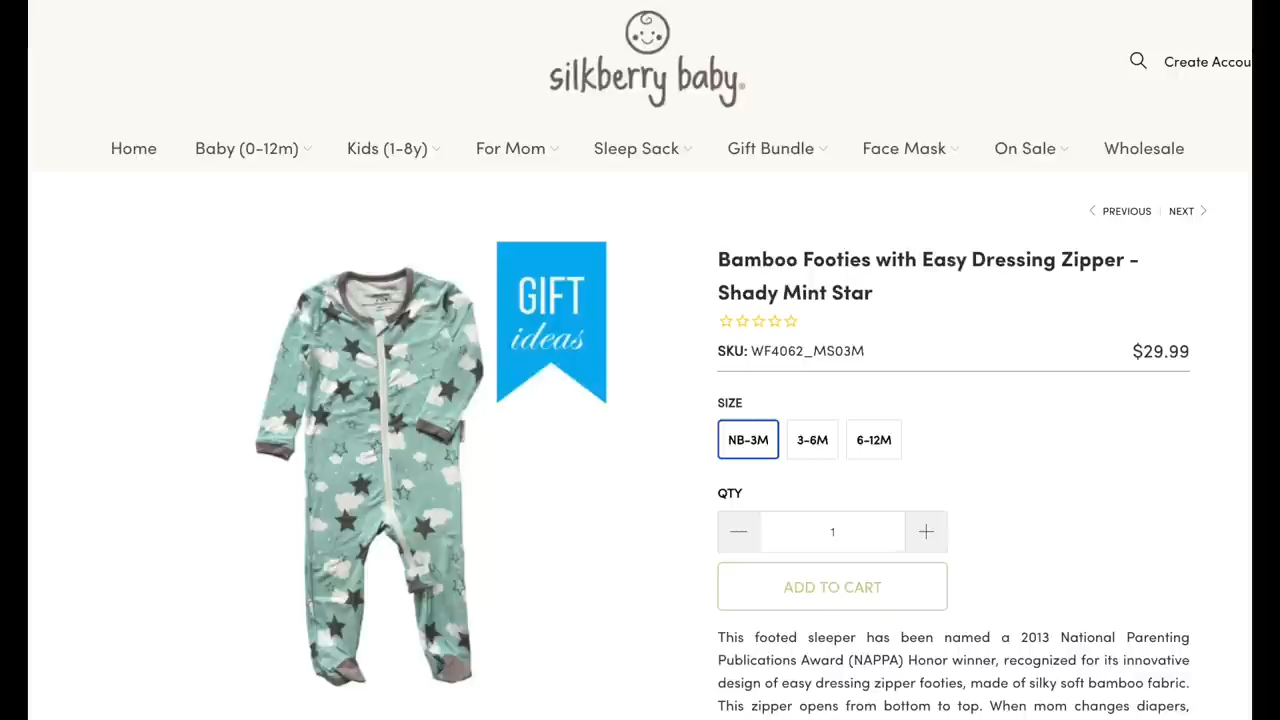 silkberry baby®
Create Accou
Home Baby (0-12m) Kids (1-8y) For Mom Sleep Sack Gift Bundle Face Mask On Sale Wholesale
PREVIOUS | NEXT
GIFT
ideas
Bamboo Footies with Easy Dressing Zipper -
Shady Mint Star
SKU: WF4062_MS03M $29.99
SIZE
NB-3M 3-6M 6-12M
QTY
1
ADD TO CART
This footed sleeper has been named a 2013 National Parenting
Publications Award (NAPPA) Honor winner, recognized for its innovative
design of easy dressing zipper footies, made of silky soft bamboo fabric.
This zipper opens from bottom to top. When mom changes diapers,